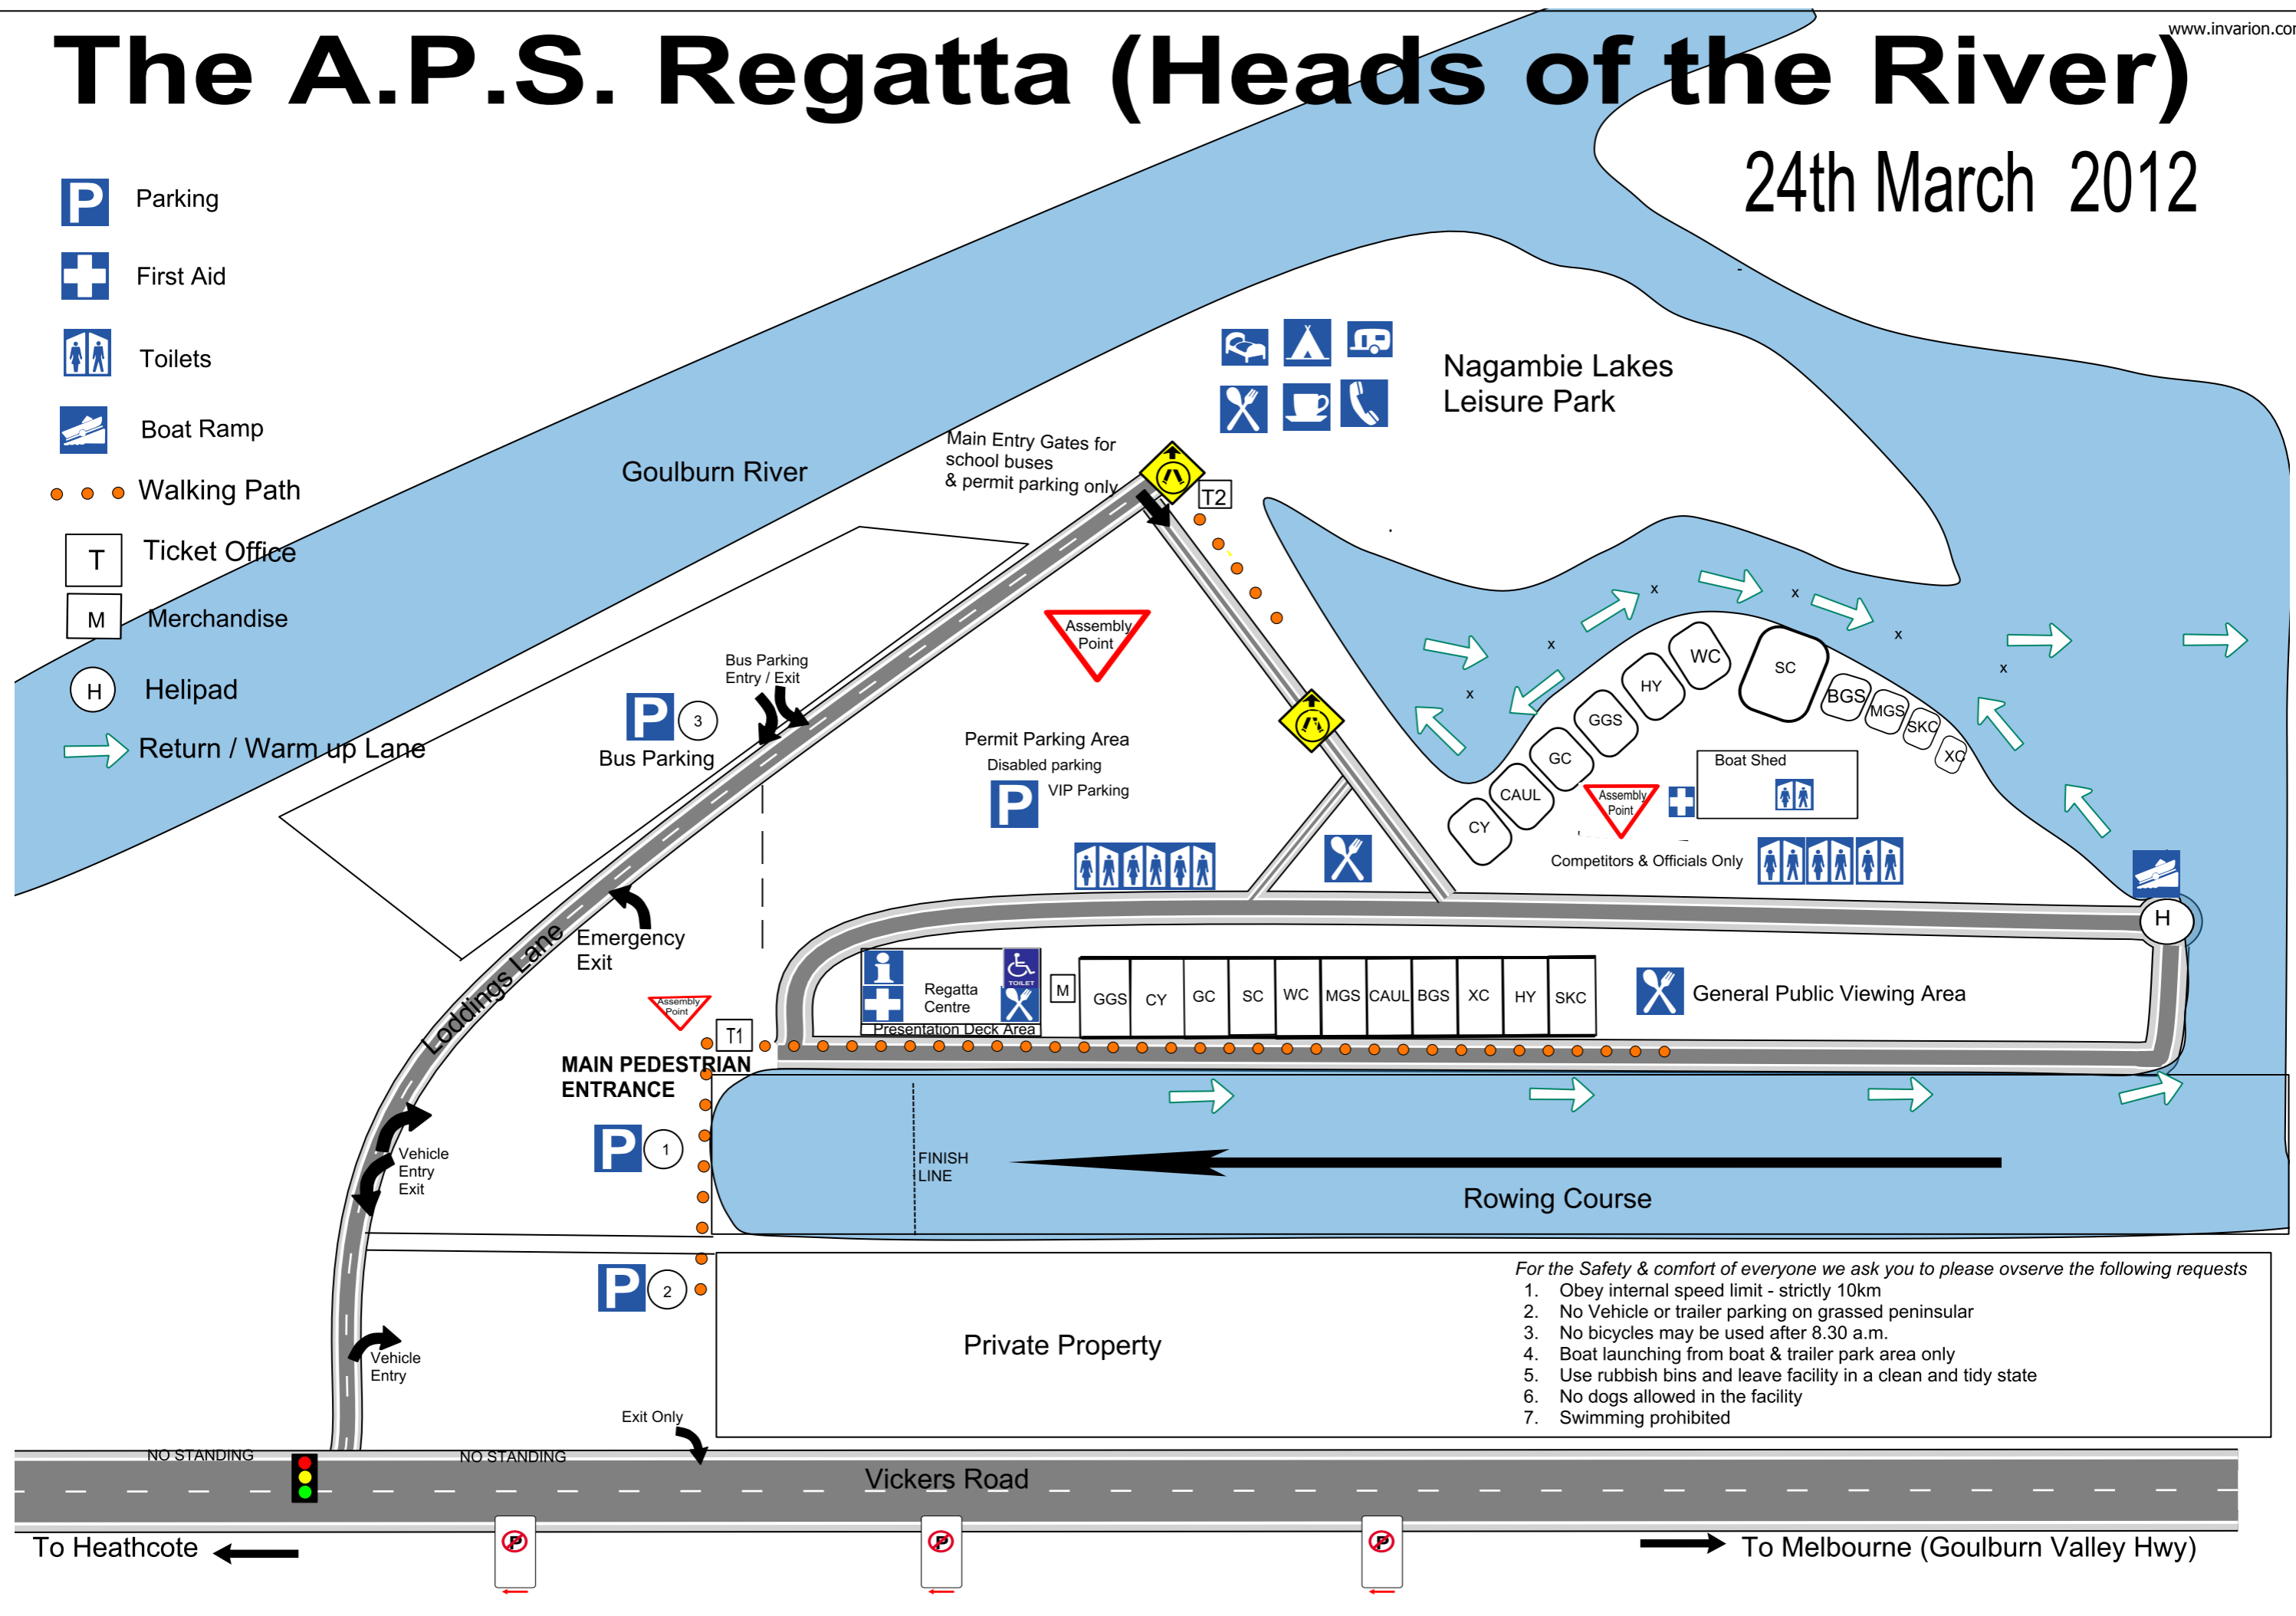 www.invarion.com
The A.P.S. Regatta (Heads of the River)
24th March 2012
P Parking
First Aid
Toilets
Boat Ramp
Walking Path
T Ticket Office
M Merchandise
H Helipad
Return / Warm up Lane
Goulburn River
Nagambie Lakes
Leisure Park
Main Entry Gates for
school buses
& permit parking only
T2
Assembly
Point
Bus Parking
Entry / Exit
P 3
Bus Parking
Permit Parking Area
Disabled parking
P VIP Parking
x
x
x
x
x
x
WC
SC
HY
BGS
MGS
GGS
SKC
GC
XC
CAUL
CY
Boat Shed
Assembly
Point
Competitors & Officials Only
H
Emergency
Exit
Loddings Lane
Assembly
Point
T1
MAIN PEDESTRIAN
ENTRANCE
i
TOILET
Regatta
Centre
Presentation Deck Area
M
GGS CY GC SC WC MGS CAUL BGS XC HY SKC
General Public Viewing Area
Vehicle
Entry
Exit
P 1
FINISH
LINE
Rowing Course
P 2
Vehicle
Entry
Private Property
For the Safety & comfort of everyone we ask you to please ovserve the following requests
1. Obey internal speed limit - strictly 10km
2. No Vehicle or trailer parking on grassed peninsular
3. No bicycles may be used after 8.30 a.m.
4. Boat launching from boat & trailer park area only
5. Use rubbish bins and leave facility in a clean and tidy state
6. No dogs allowed in the facility
7. Swimming prohibited
Exit Only
NO STANDING
NO STANDING
Vickers Road
To Heathcote
P
P
P
To Melbourne (Goulburn Valley Hwy)